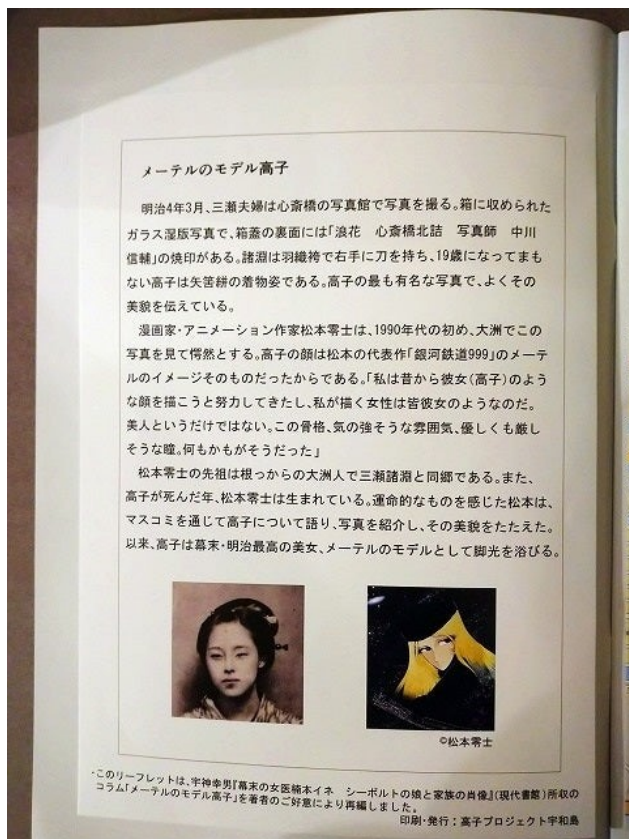 メーテルのモデル高子
明治4年3月、三瀬夫婦は心斎橋の写真館で写真を撮る。箱に収められた
ガラス湿版写真で、箱蓋の裏面には「浪花　心斎橋北詰　写真師　中川
信輔」の焼印がある。諸淵は羽織袴で右手に刀を持ち、19歳になってまも
ない高子は矢筈絣の着物姿である。高子の最も有名な写真で、よくその
美貌を伝えている。
漫画家・アニメーション作家松本零士は、1990年代の初め、大洲でこの
写真を見て愕然とする。高子の顔は松本の代表作「銀河鉄道999」のメーテ
ルのイメージそのものだったからである。「私は昔から彼女(高子)のよう
な顔を描こうと努力してきたし、私が描く女性は皆彼女のようなのだ。
美人というだけではない。この骨格、気の強そうな雰囲気、優しくも厳し
そうな瞳。何もかもがそうだった」
松本零士の先祖は根っからの大洲人で三瀬諸淵と同郷である。また、
高子が死んだ年、松本零士は生まれている。運命的なものを感じた松本は、
マスコミを通じて高子について語り、写真を紹介し、その美貌をたたえた。
以来、高子は幕末・明治最高の美女、メーテルのモデルとして脚光を浴びる。
©松本零士
・このリーフレットは、宇神幸男『幕末の女医楠本イネ　シーボルトの娘と家族の肖像』(現代書館)所収の
コラム「メーテルのモデル高子」を著者のご好意により再編しました。
印刷・発行：高子プロジェクト宇和島